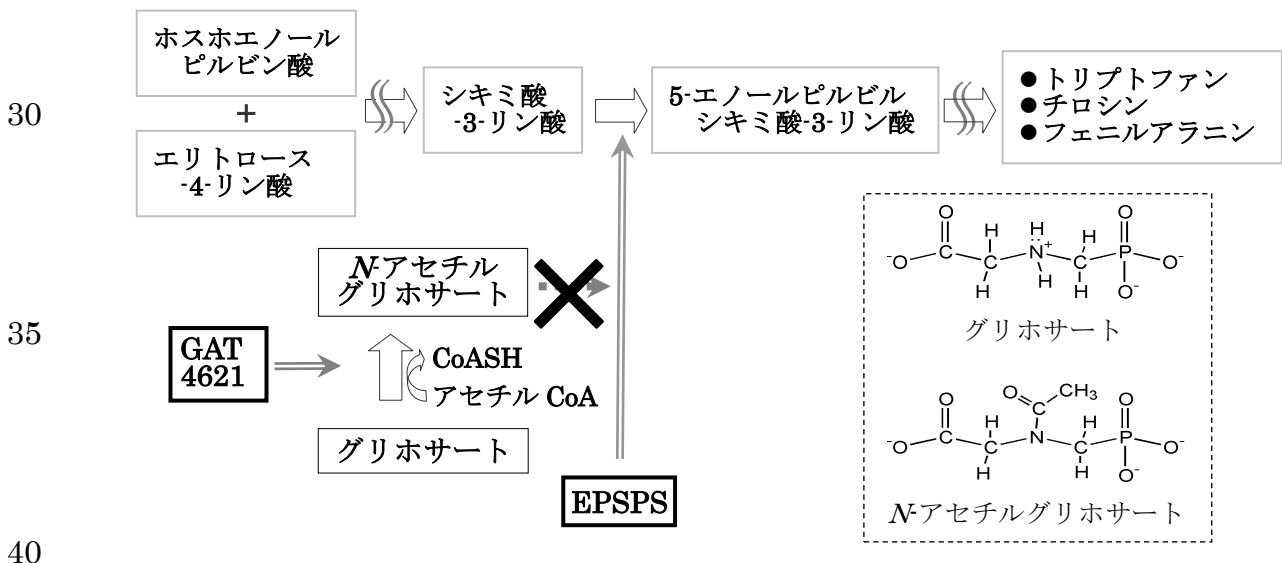 ホスホエノール
ピルビン酸
+
エリトロース
-4-リン酸
シキミ酸
-3-リン酸
5-エノールピルビル
シキミ酸-3-リン酸
●トリプトファン
●チロシン
●フェニルアラニン
30
N-アセチル
グリホサート
35
GAT
4621
CoASH
アセチル CoA
グリホサート
EPSPS
40
O
H H H O
-O C C N+ C P O-
H H H O-
グリホサート
O CH3
O C O
H H
-O C C N C P O-
H H O-
N-アセチルグリホサート